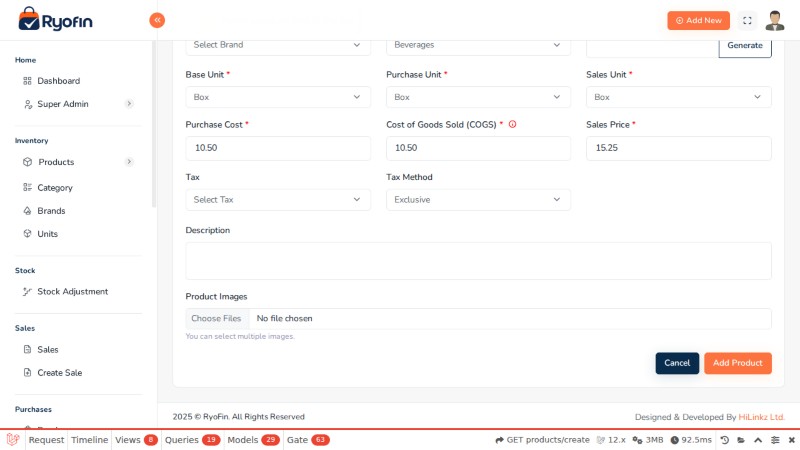 Ryofin
Add New
Select Brand
Beverages
Generate
Home
Dashboard
Super Admin
Inventory
Products
Category
Brands
Units
Stock
Stock Adjustment
Sales
Sales
Create Sale
Purchases
Base Unit *
Purchase Unit *
Sales Unit *
Box
Box
Box
Purchase Cost *
Cost of Goods Sold (COGS) *
Sales Price *
10.50
10.50
15.25
Tax
Tax Method
Select Tax
Exclusive
Description
Product Images
Choose Files No file chosen
You can select multiple images.
Cancel
Add Product
2025 © RyoFin. All Rights Reserved
Designed & Developed By HiLinkz Ltd.
Request Timeline Views 8 Queries 19 Models 29 Gate 63 GET products/create 12.x 3MB 92.5ms